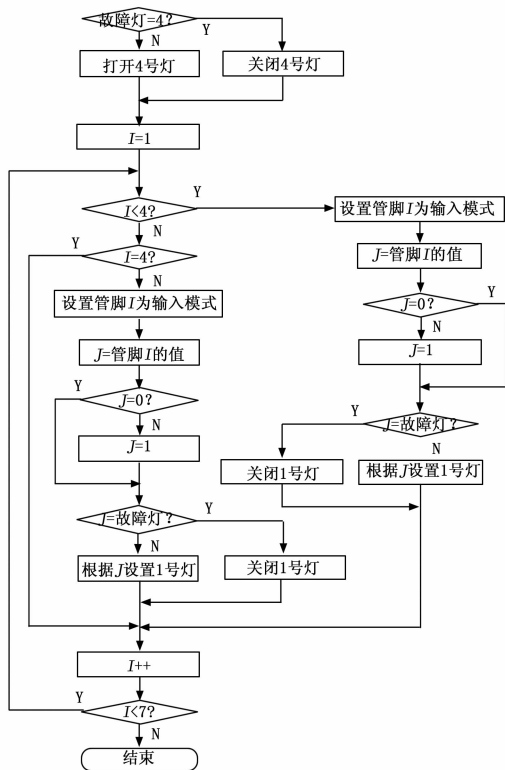 故障灯=4?
Y
N
打开4号灯
关闭4号灯
I=1
I<4?
Y
N
设置管脚I为输入模式
Y
I=4?
N
J=管脚I的值
设置管脚I为输入模式
J=0?
Y
N
J=管脚I的值
J=1
Y
J=0?
N
Y
J=故障灯?
N
J=1
关闭1号灯
根据J设置1号灯
J=故障灯?
Y
N
根据J设置1号灯
关闭1号灯
I++
Y
I<7?
N
结束